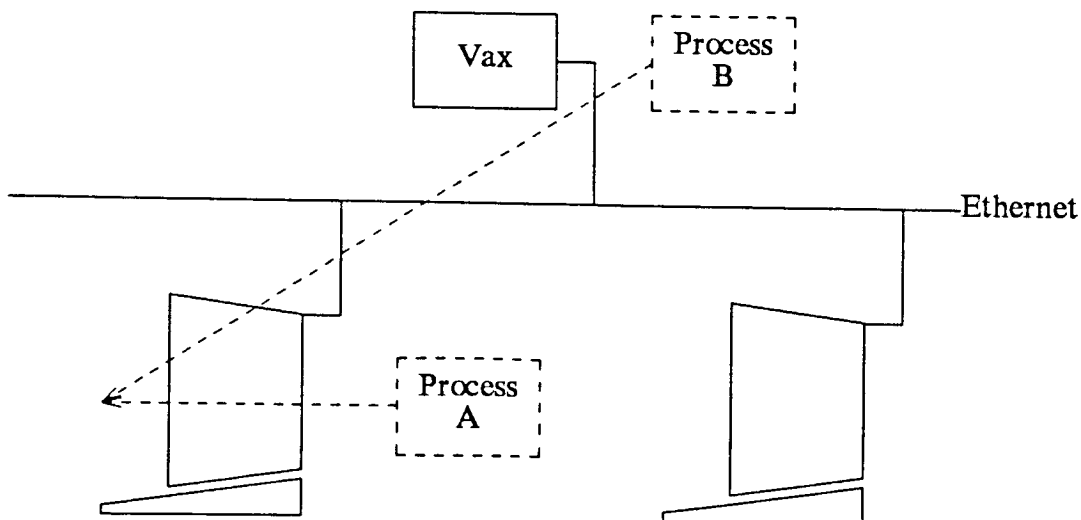 Vax
Process
B
Ethernet
Process
A